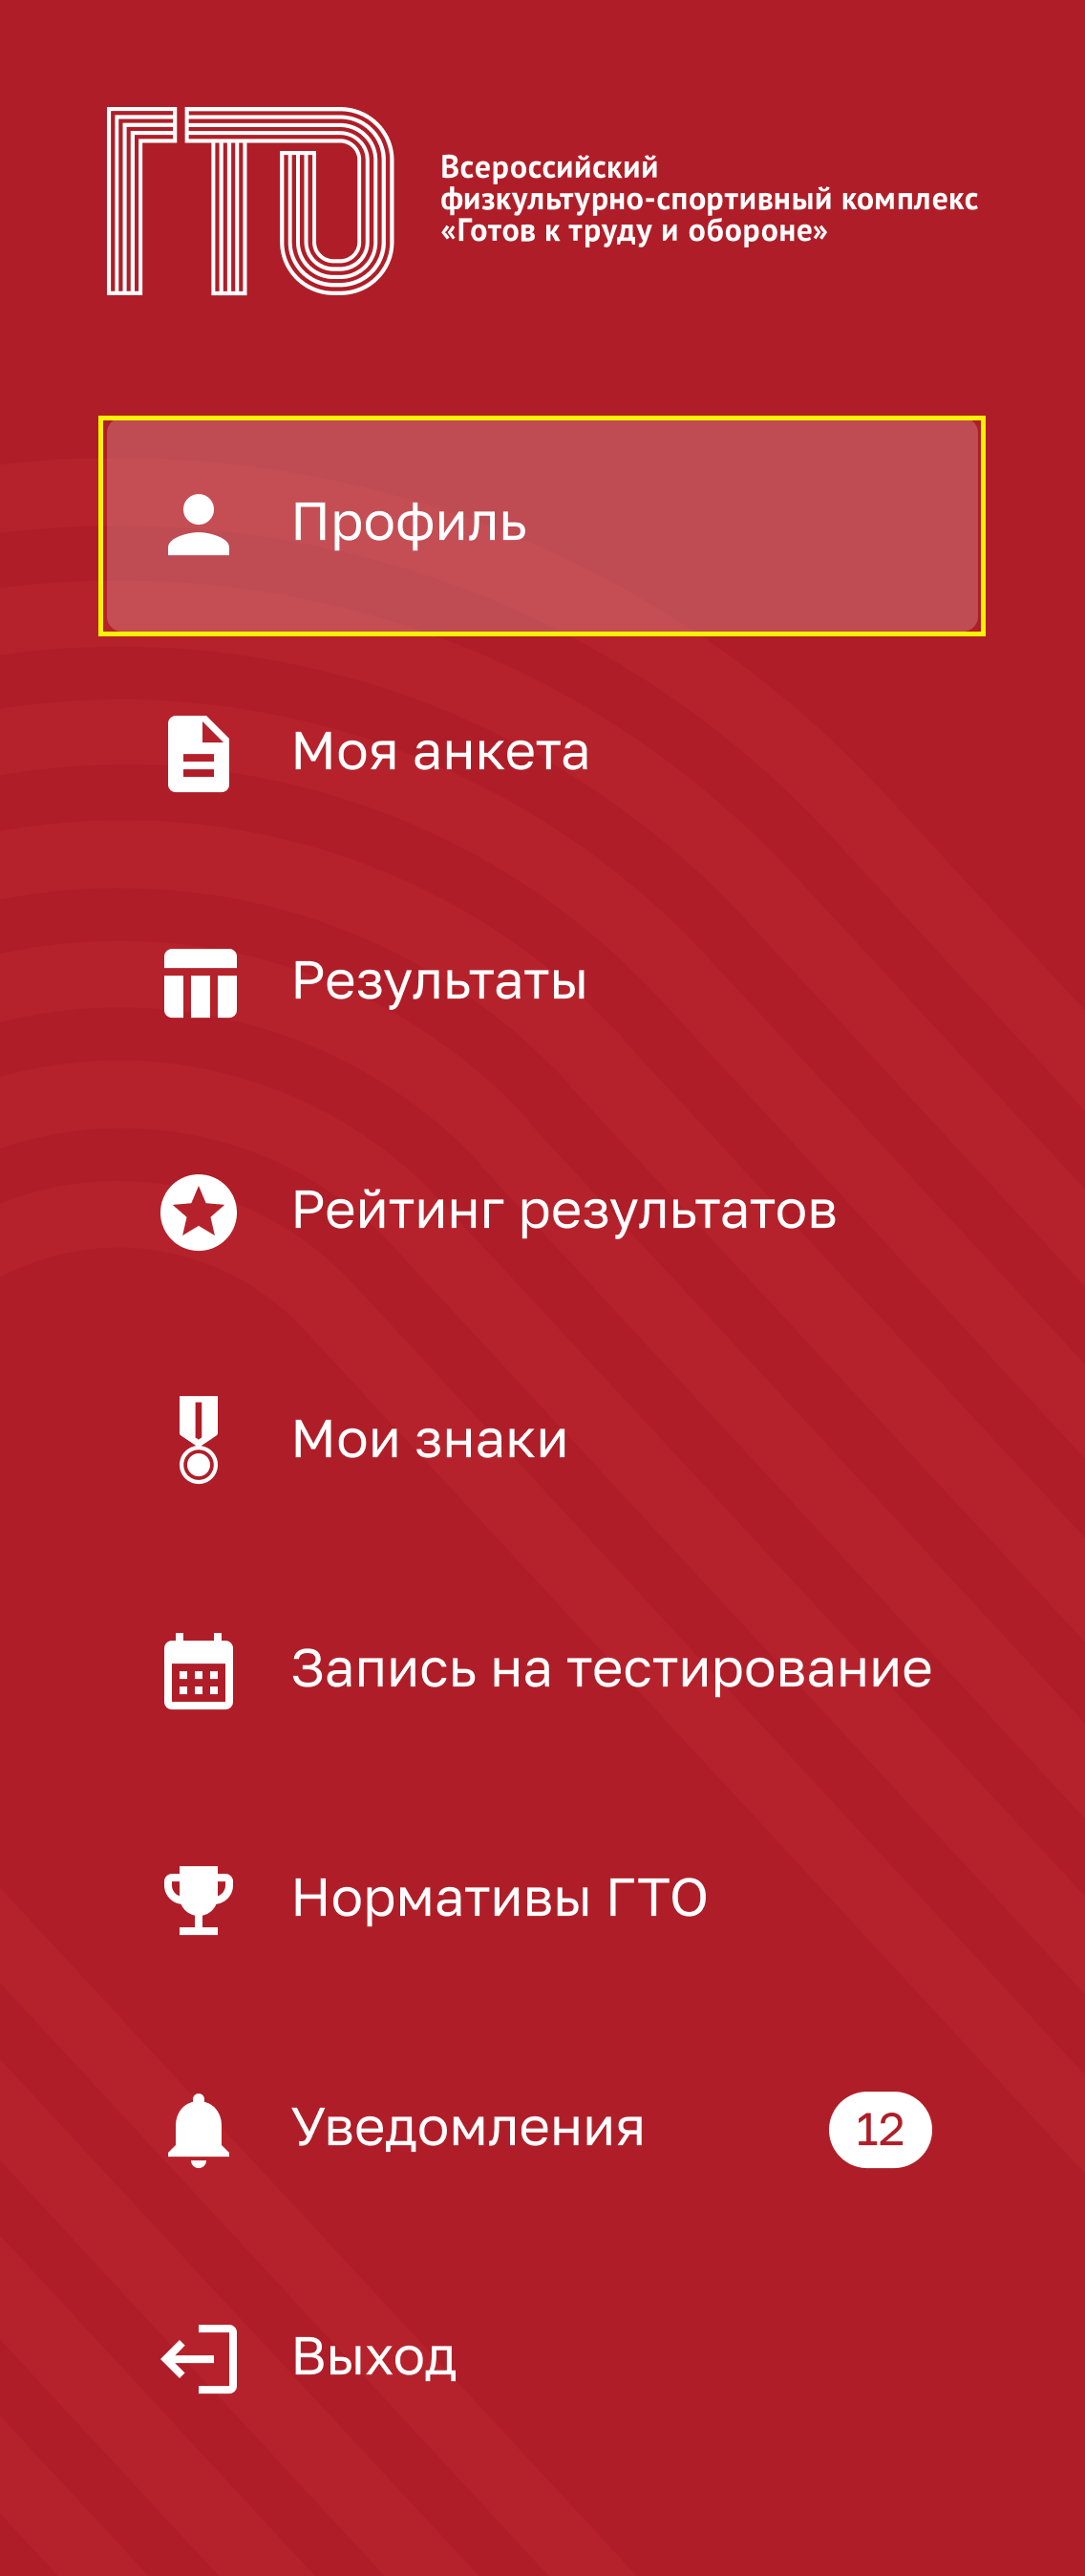 ГТО
Всероссийский
физкультурно-спортивный комплекс
«Готов к труду и обороне»
Профиль
Моя анкета
Результаты
Рейтинг результатов
Мои знаки
Запись на тестирование
Нормативы ГТО
Уведомления 12
Выход